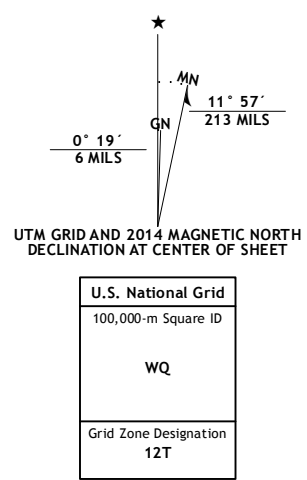 MN
GN
11° 57´
213 MILS
0° 19´
6 MILS
UTM GRID AND 2014 MAGNETIC NORTH
DECLINATION AT CENTER OF SHEET
U.S. National Grid
100,000-m Square ID
WQ
Grid Zone Designation
12T